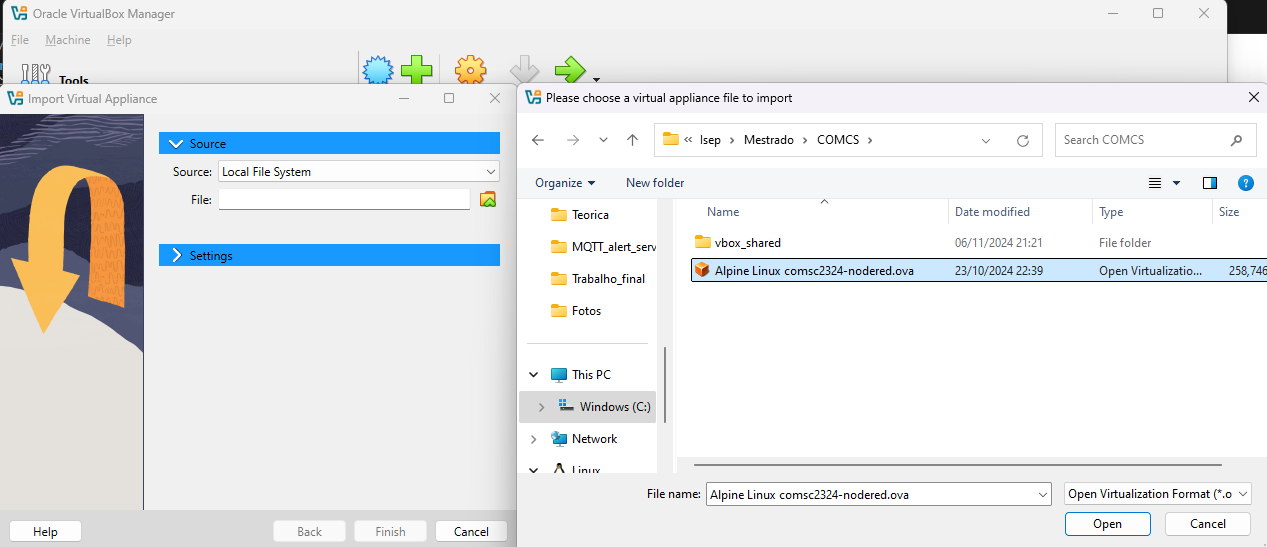 Oracle VirtualBox Manager
File Machine Help
Tools
Import Virtual Appliance
Source
Source: Local File System
File:
Settings
Help Back Finish Cancel
Please choose a virtual appliance file to import
« Isep › Mestrado › COMCS ›
Search COMCS
Organize New folder
Teorica
MQTT_alert_serv
Trabalho_final
Fotos
This PC
Windows (C:)
Network
Linux
Name Date modified Type Size
vbox_shared 06/11/2024 21:21 File folder
Alpine Linux comsc2324-nodered.ova 23/10/2024 22:39 Open Virtualizatio... 258,746
File name: Alpine Linux comsc2324-nodered.ova Open Virtualization Format (*.o
Open Cancel